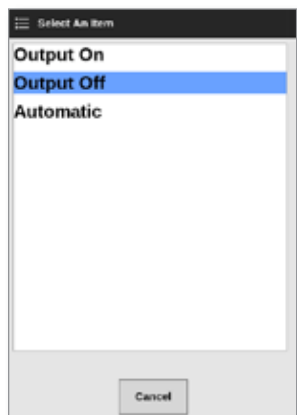 Select An Item
Output On
Output Off
Automatic
Cancel